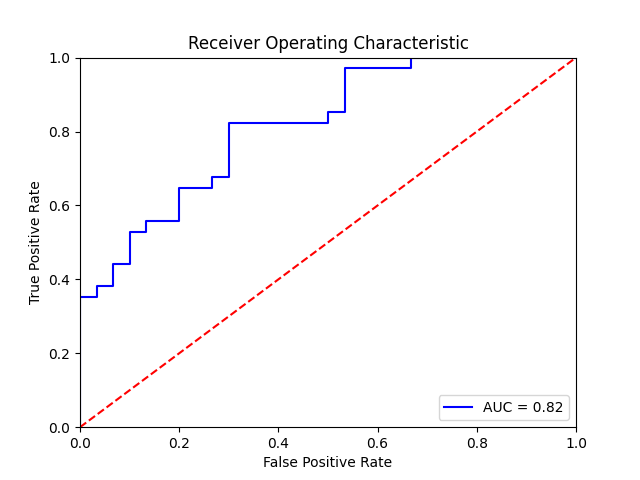 Receiver Operating Characteristic
True Positive Rate
1.0
0.8
0.6
0.4
0.2
0.0
AUC = 0.82
0.0 0.2 0.4 0.6 0.8 1.0
False Positive Rate